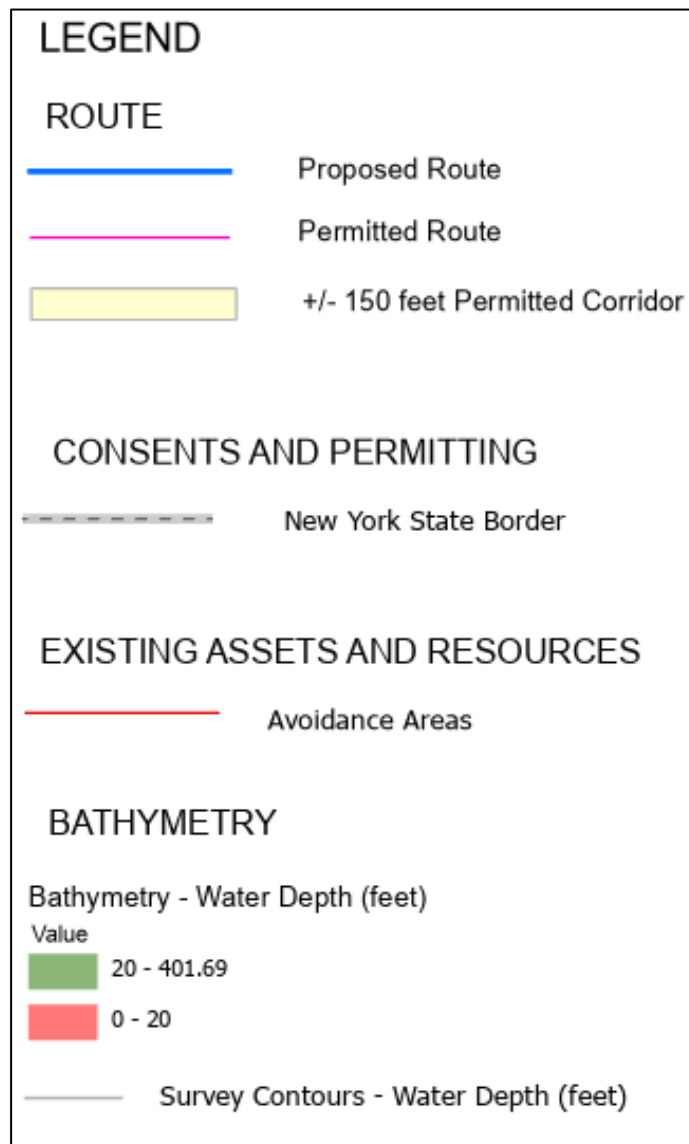 LEGEND
ROUTE
Proposed Route
Permitted Route
+/- 150 feet Permitted Corridor
CONSENTS AND PERMITTING
New York State Border
EXISTING ASSETS AND RESOURCES
Avoidance Areas
BATHYMETRY
Bathymetry - Water Depth (feet)
Value
20 - 401.69
0 - 20
Survey Contours - Water Depth (feet)